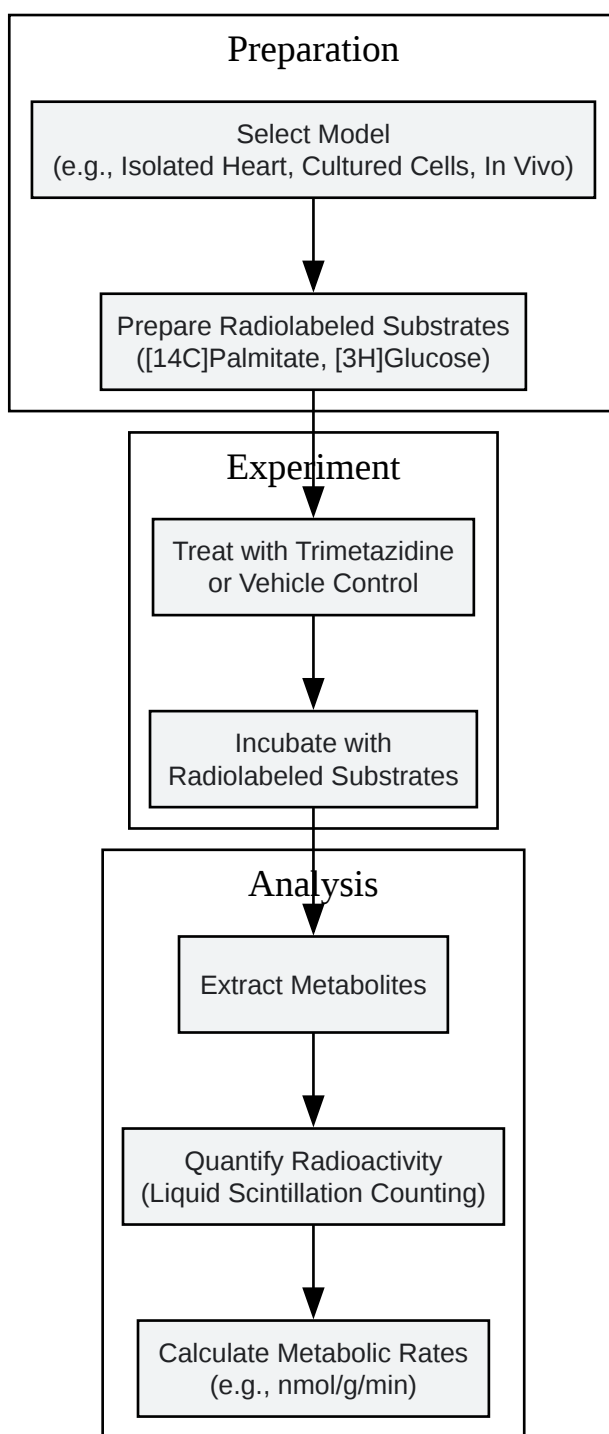 Preparation
Select Model
(e.g., Isolated Heart, Cultured Cells, In Vivo)
Prepare Radiolabeled Substrates
([14C]Palmitate, [3H]Glucose)
Experiment
Treat with Trimetazidine
or Vehicle Control
Incubate with
Radiolabeled Substrates
Analysis
Extract Metabolites
Quantify Radioactivity
(Liquid Scintillation Counting)
Calculate Metabolic Rates
(e.g., nmol/g/min)